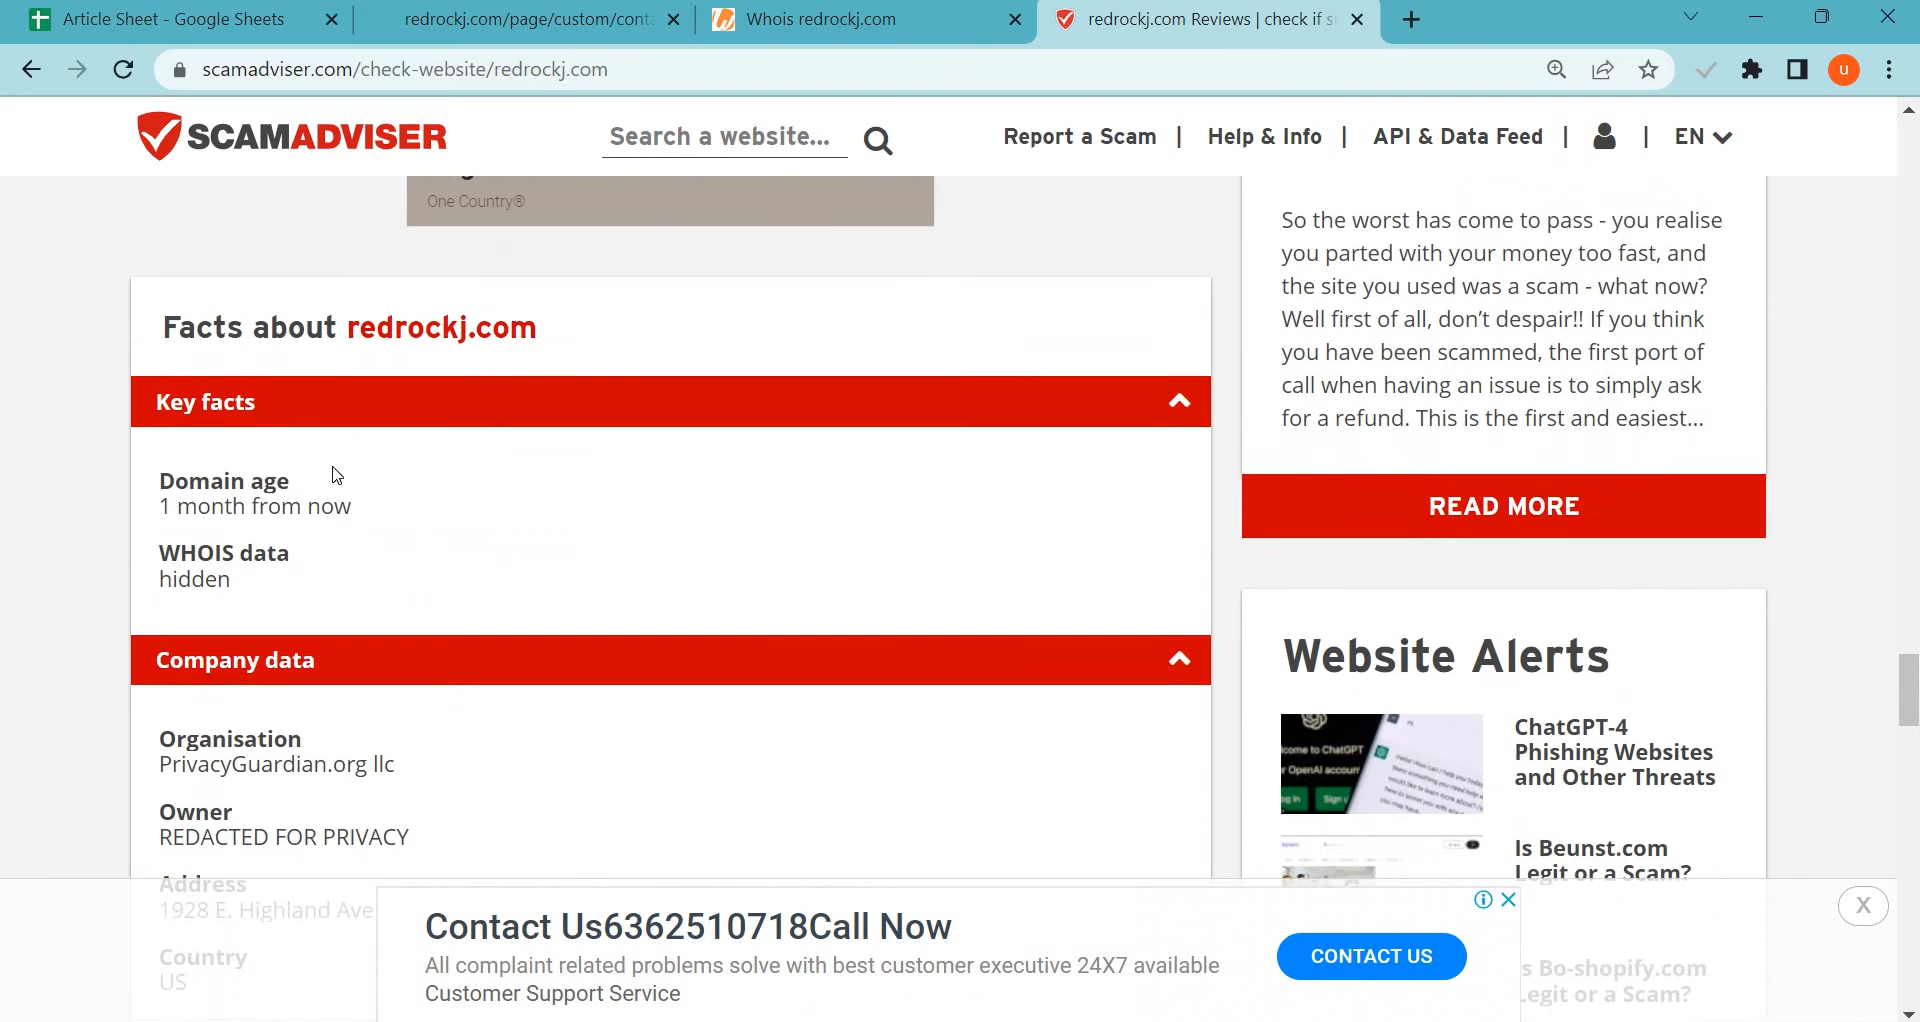 Article Sheet - Google Sheets
redrockj.com/page/custom/conta
Whois redrockj.com
redrockj.com Reviews | check if si
scamadviser.com/check-website/redrockj.com
u
SCAMADVISER
Search a website...
Report a Scam | Help & Info | API & Data Feed | | EN
One Country®
Facts about redrockj.com
Key facts
Domain age
1 month from now
WHOIS data
hidden
Company data
Organisation
PrivacyGuardian.org llc
Owner
REDACTED FOR PRIVACY
Address
1928 E. Highland Ave
Country
US
So the worst has come to pass - you realise
you parted with your money too fast, and
the site you used was a scam - what now?
Well first of all, don’t despair!! If you think
you have been scammed, the first port of
call when having an issue is to simply ask
for a refund. This is the first and easiest...
READ MORE
Website Alerts
ChatGPT-4
Phishing Websites
and Other Threats
Is Beunst.com
Legit or a Scam?
s Bo-shopify.com
Legit or a Scam?
Contact Us6362510718Call Now
All complaint related problems solve with best customer executive 24X7 available
Customer Support Service
CONTACT US
X